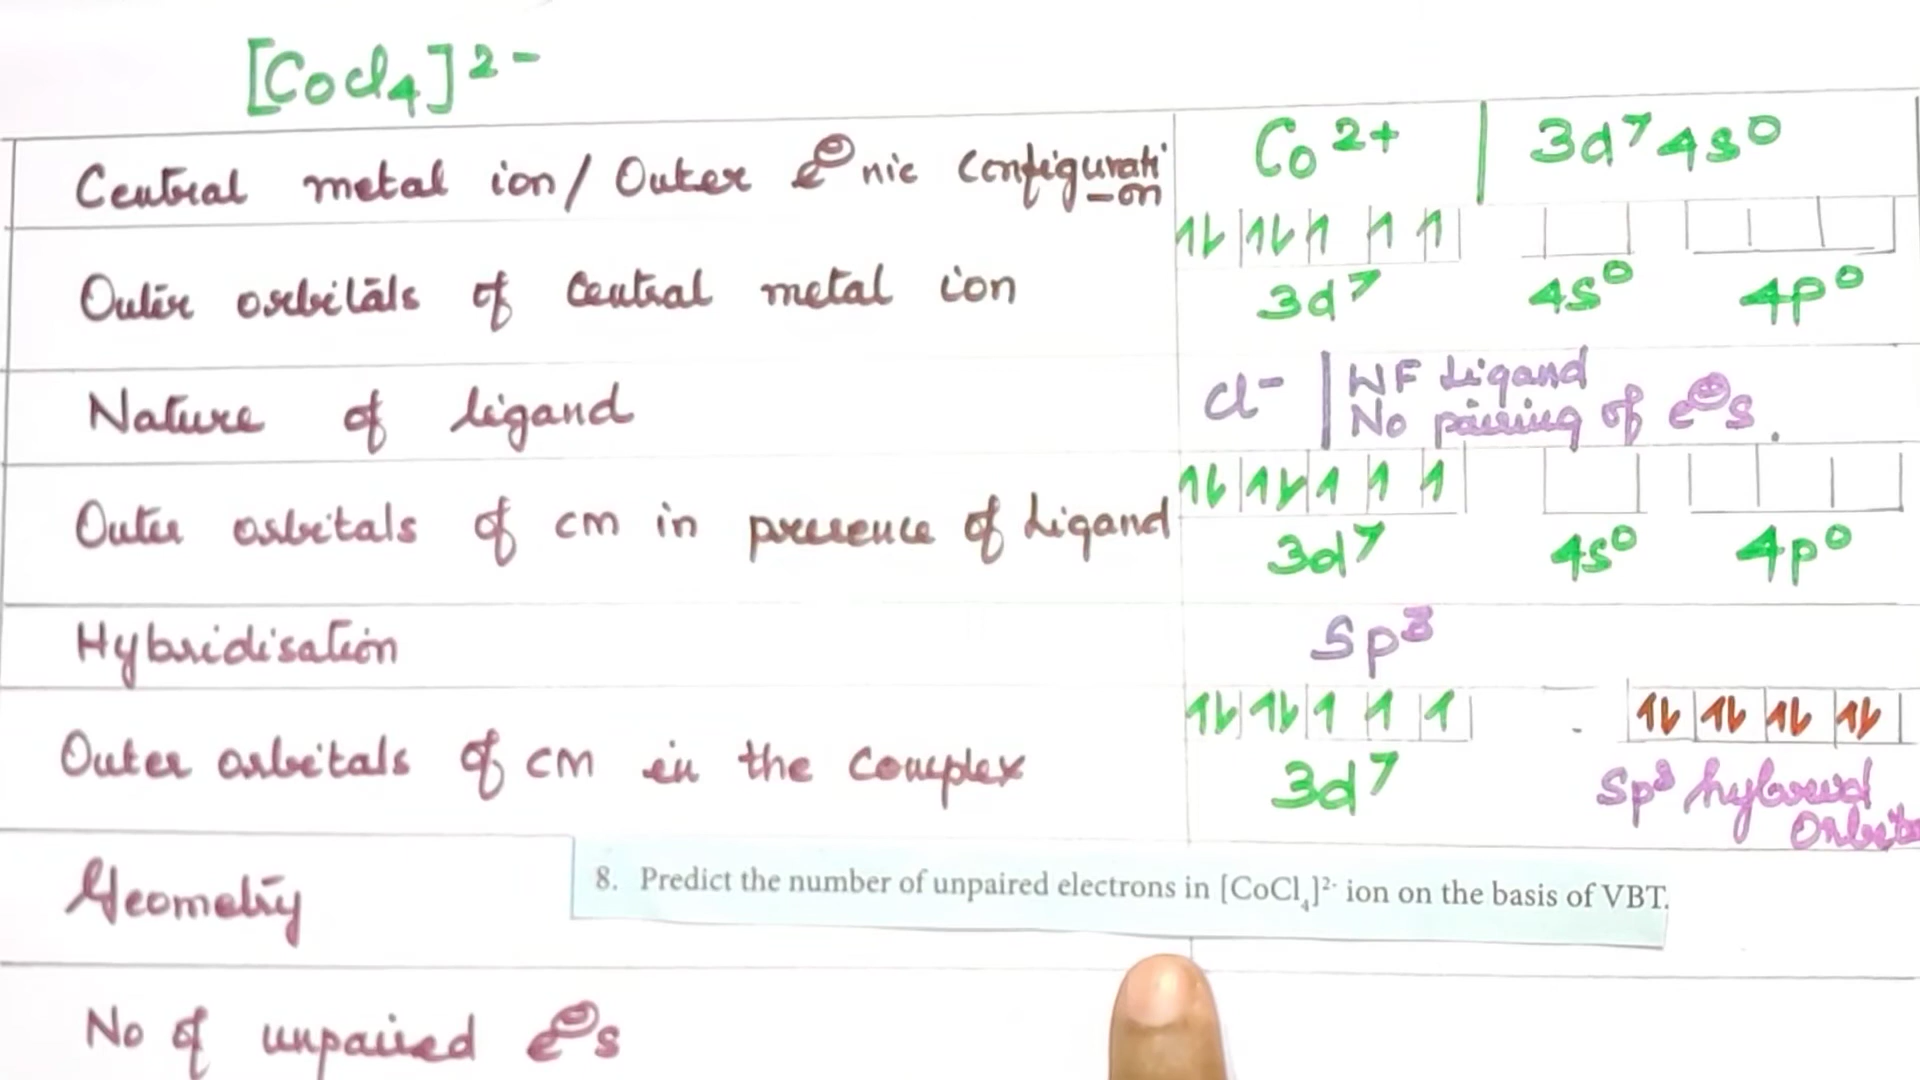 [CoCl₄]²⁻
Central metal ion / Outer e⊖nic Configurati-on
Co²⁺ | 3d⁷ 4s⁰
Outer orbitals of central metal ion
⥮ ⥮ ↑ ↑ ↑
3d⁷ 4s⁰ 4p⁰
Nature of ligand
Cl⁻ | WF Ligand
No pairing of e⊖s.
Outer orbitals of CM in presence of Ligand
⥮ ⥮ ↑ ↑ ↑
3d⁷ 4s⁰ 4p⁰
Hybridisation
Sp³
Outer orbitals of CM in the Complex
⥮ ⥮ ↑ ↑ ↑ ⥮ ⥮ ⥮ ⥮
3d⁷ Sp³
Geometry
8. Predict the number of unpaired electrons in [CoCl₄]²⁻ ion on the basis of VBT.
No of unpaired e⊖s